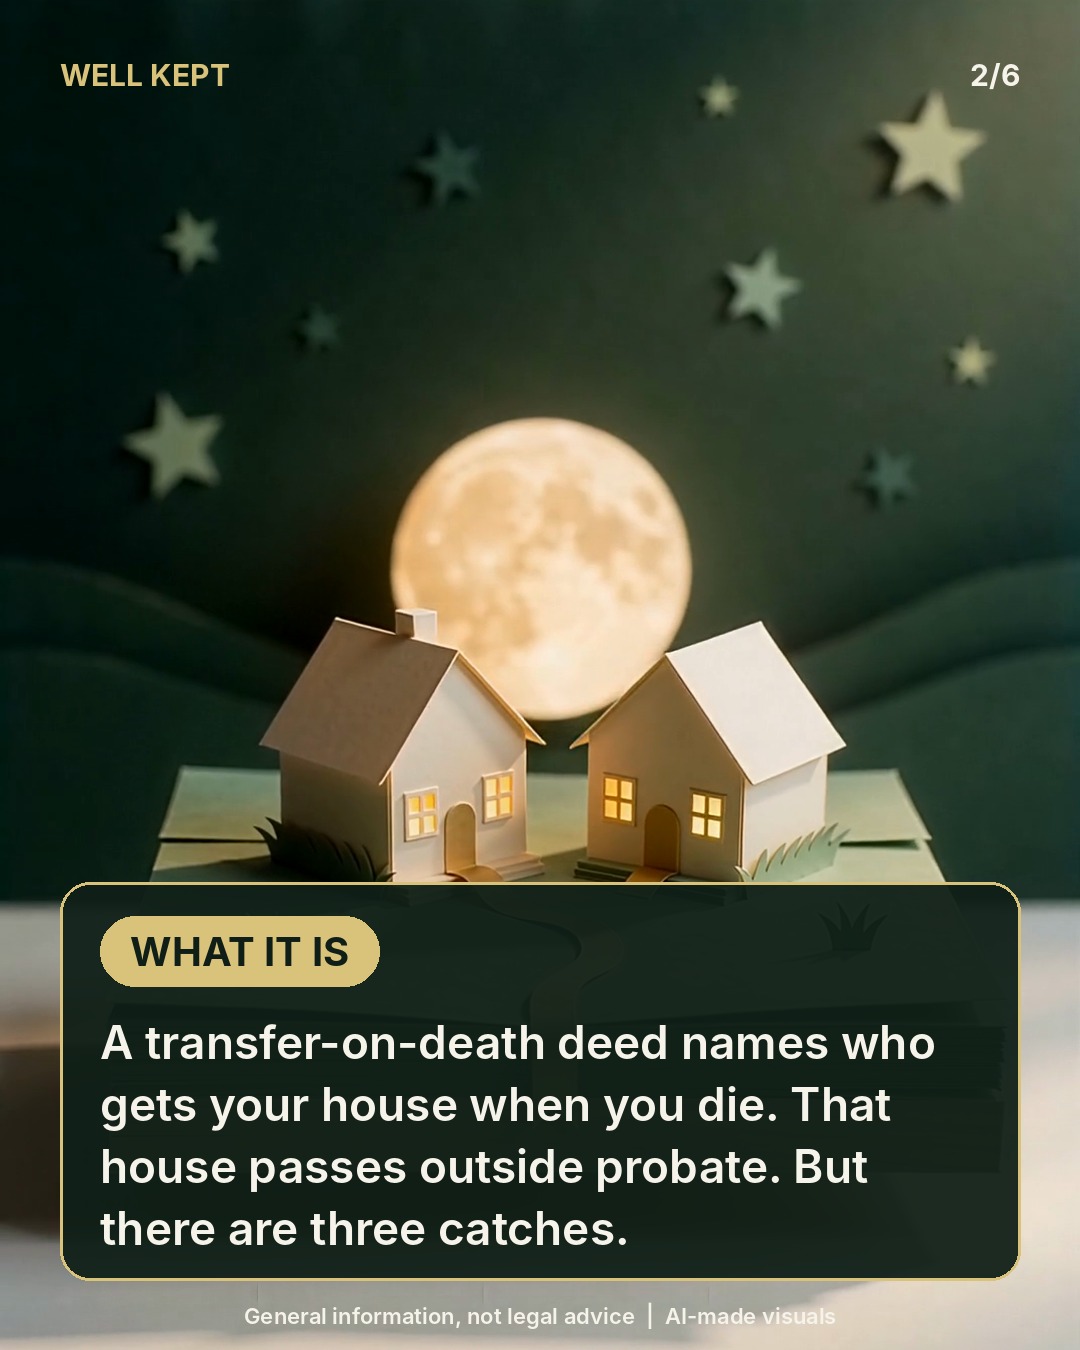 WELL KEPT
2/6
WHAT IT IS
A transfer-on-death deed names who
gets your house when you die. That
house passes outside probate. But
there are three catches.
General information, not legal advice | AI-made visuals